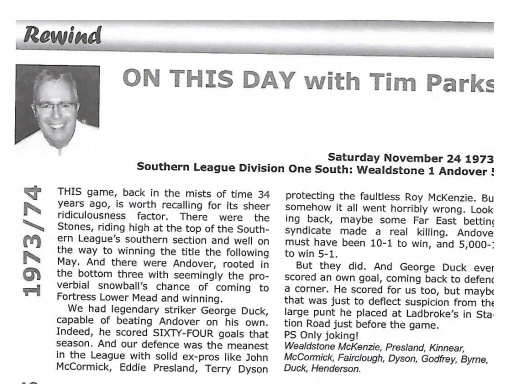 Rewind
ON THIS DAY with Tim Parks
Saturday November 24 1973
Southern League Division One South: Wealdstone 1 Andover
1973/74
THIS game, back in the mists of time 34
years ago, is worth recalling for its sheer
ridiculousness factor. There were the
Stones, riding high at the top of the South-
ern League's southern section and well on
the way to winning the title the following
May. And there were Andover, rooted in
the bottom three with seemingly the pro-
verbial snowball's chance of coming to
Fortress Lower Mead and winning.
We had legendary striker George Duck,
capable of beating Andover on his own.
Indeed, he scored SIXTY-FOUR goals that
season. And our defence was the meanest
in the League with solid ex-pros like John
McCormick, Eddie Presland, Terry Dyson
protecting the faultless Roy McKenzie. Bu
somehow it all went horribly wrong. Look
ing back, maybe some Far East betting
syndicate made a real killing. Andove
must have been 10-1 to win, and 5,000-
to win 5-1.
But they did. And George Duck even
scored an own goal, coming back to defend
a corner. He scored for us too, but maybe
that was just to deflect suspicion from the
large punt he placed at Ladbroke's in Sta-
tion Road just before the game.
PS Only joking!
Wealdstone McKenzie, Presland, Kinnear,
McCormick, Fairclough, Dyson, Godfrey, Byrne,
Duck, Henderson.